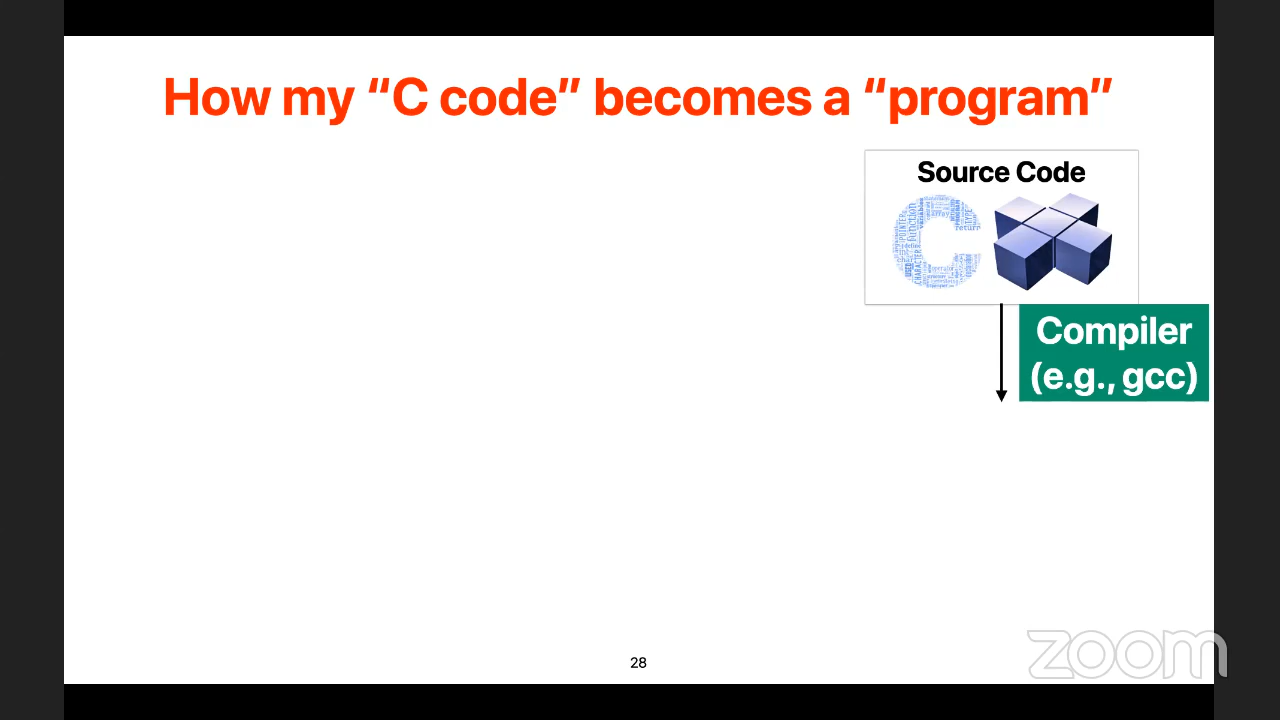 How my “C code” becomes a “program”
Source Code
Compiler
(e.g., gcc)
28
zoom